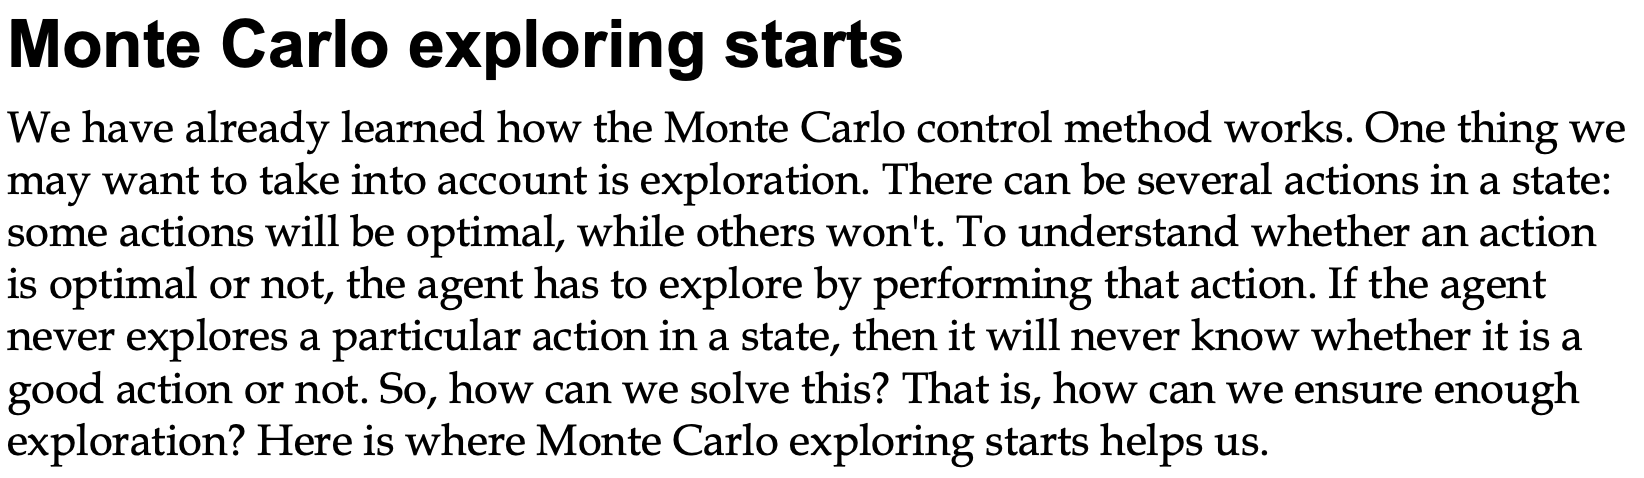 Monte Carlo exploring starts
We have already learned how the Monte Carlo control method works. One thing we
may want to take into account is exploration. There can be several actions in a state:
some actions will be optimal, while others won't. To understand whether an action
is optimal or not, the agent has to explore by performing that action. If the agent
never explores a particular action in a state, then it will never know whether it is a
good action or not. So, how can we solve this? That is, how can we ensure enough
exploration? Here is where Monte Carlo exploring starts helps us.